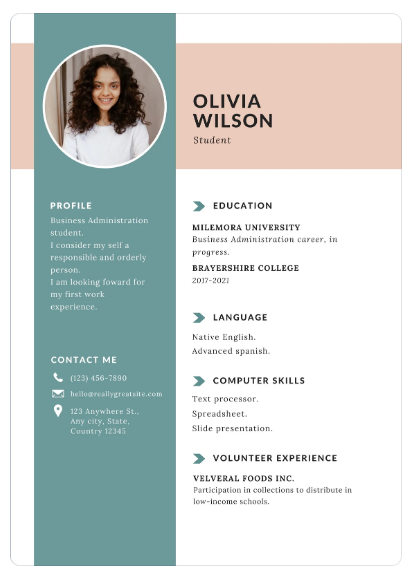 OLIVIA
WILSON
Student
PROFILE
Business Administration
student.
I consider my self a
responsible and orderly
person.
I am looking foward for
my first work
experience.
CONTACT ME
(123) 456-7890
hello@reallygreatsite.com
123 Anywhere St.,
Any city, State,
Country 12345
EDUCATION
MILEMORA UNIVERSITY
Business Administration career, in
progress.
BRAYERSHIRE COLLEGE
2017-2021
LANGUAGE
Native English.
Advanced spanish.
COMPUTER SKILLS
Text processor.
Spreadsheet.
Slide presentation.
VOLUNTEER EXPERIENCE
VELVERAL FOODS INC.
Participation in collections to distribute in
low-income schools.